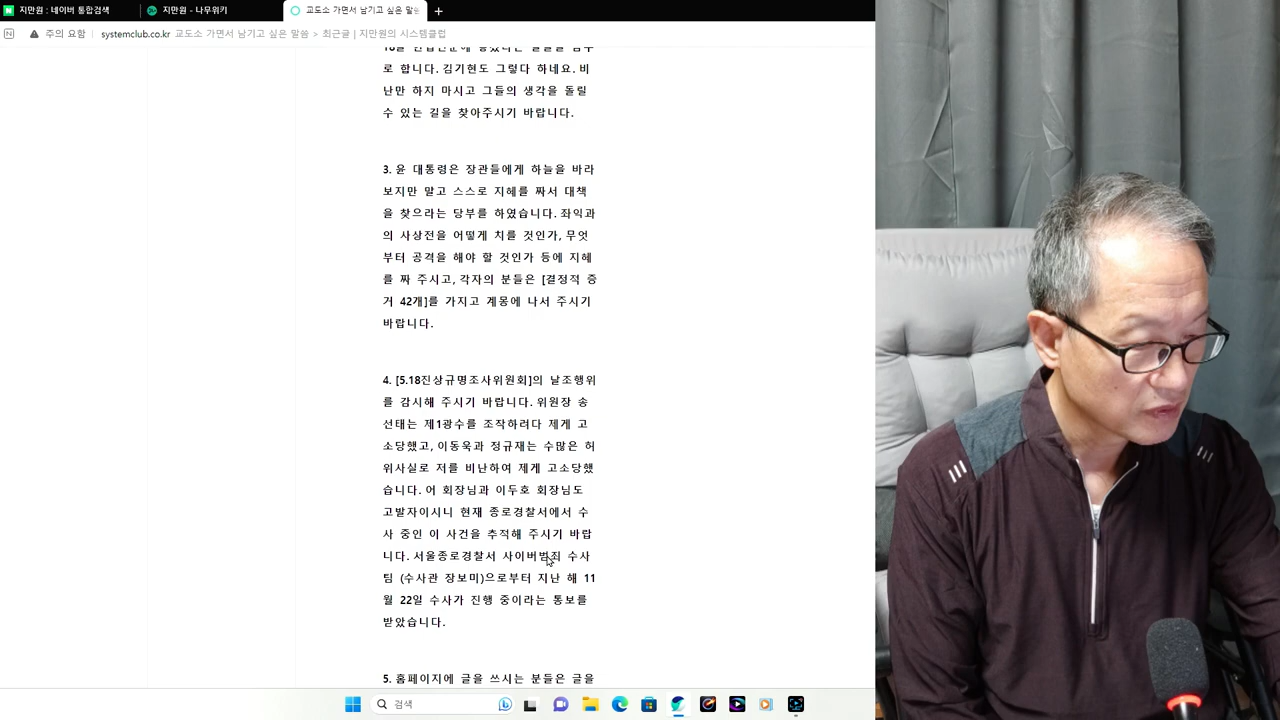 지만원 : 네이버 통합검색
지만원 - 나무위키
교도소 가면서 남기고 싶은 말씀
주의 요함
systemclub.co.kr 교도소 가면서 남기고 싶은 말씀 > 최근글 | 지만원의 시스템클럽
로 합니다. 김기현도 그렇다 하네요. 비
난만 하지 마시고 그들의 생각을 돌릴
수 있는 길을 찾아주시기 바랍니다.
3. 윤 대통령은 장관들에게 하늘을 바라
보지만 말고 스스로 지혜를 짜서 대책
을 찾으라는 당부를 하였습니다. 좌익과
의 사상전을 어떻게 치를 것인가, 무엇
부터 공격을 해야 할 것인가 등에 지혜
를 짜 주시고, 각자의 분들은 [결정적 증
거 42개]를 가지고 계몽에 나서 주시기
바랍니다.
4. [5.18진상규명조사위원회]의 날조행위
를 감시해 주시기 바랍니다. 위원장 송
선태는 제1광수를 조작하려다 제게 고
소당했고, 이동욱과 정규재는 수많은 허
위사실로 저를 비난하여 제게 고소당했
습니다. 어 회장님과 이두호 회장님도
고발자이시니 현재 종로경찰서에서 수
사 중인 이 사건을 추적해 주시기 바랍
니다. 서울종로경찰서 사이버범죄 수사
팀 (수사관 장보미)으로부터 지난 해 11
월 22일 수사가 진행 중이라는 통보를
받았습니다.
5. 홈페이지에 글을 쓰시는 분들은 글을
검색